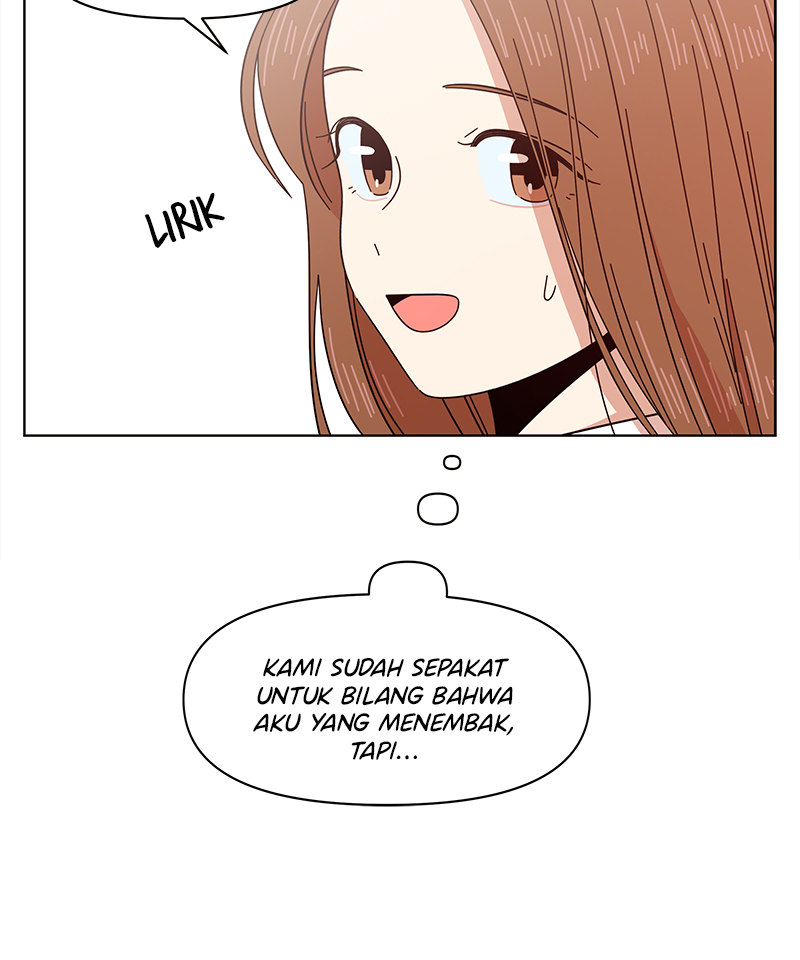 LIRIK
KAMI SUDAH SEPAKAT
UNTUK BILANG BAHWA
AKU YANG MENEMBAK,
TAPI...